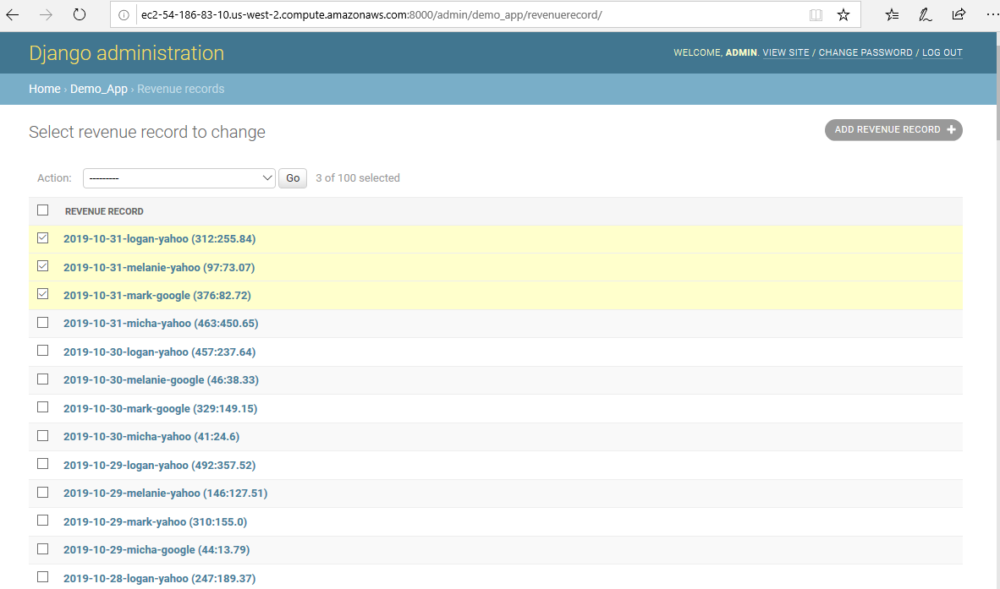 ec2-54-186-83-10.us-west-2.compute.amazonaws.com:8000/admin/demo_app/revenuerecord/
Django administration
WELCOME, ADMIN. VIEW SITE / CHANGE PASSWORD / LOG OUT
Home › Demo_App › Revenue records
Select revenue record to change
ADD REVENUE RECORD +
Action: --------- Go 3 of 100 selected
REVENUE RECORD
2019-10-31-logan-yahoo (312:255.84)
2019-10-31-melanie-yahoo (97:73.07)
2019-10-31-mark-google (376:82.72)
2019-10-31-micha-yahoo (463:450.65)
2019-10-30-logan-yahoo (457:237.64)
2019-10-30-melanie-google (46:38.33)
2019-10-30-mark-google (329:149.15)
2019-10-30-micha-yahoo (41:24.6)
2019-10-29-logan-yahoo (492:357.52)
2019-10-29-melanie-yahoo (146:127.51)
2019-10-29-mark-yahoo (310:155.0)
2019-10-29-micha-google (44:13.79)
2019-10-28-logan-yahoo (247:189.37)